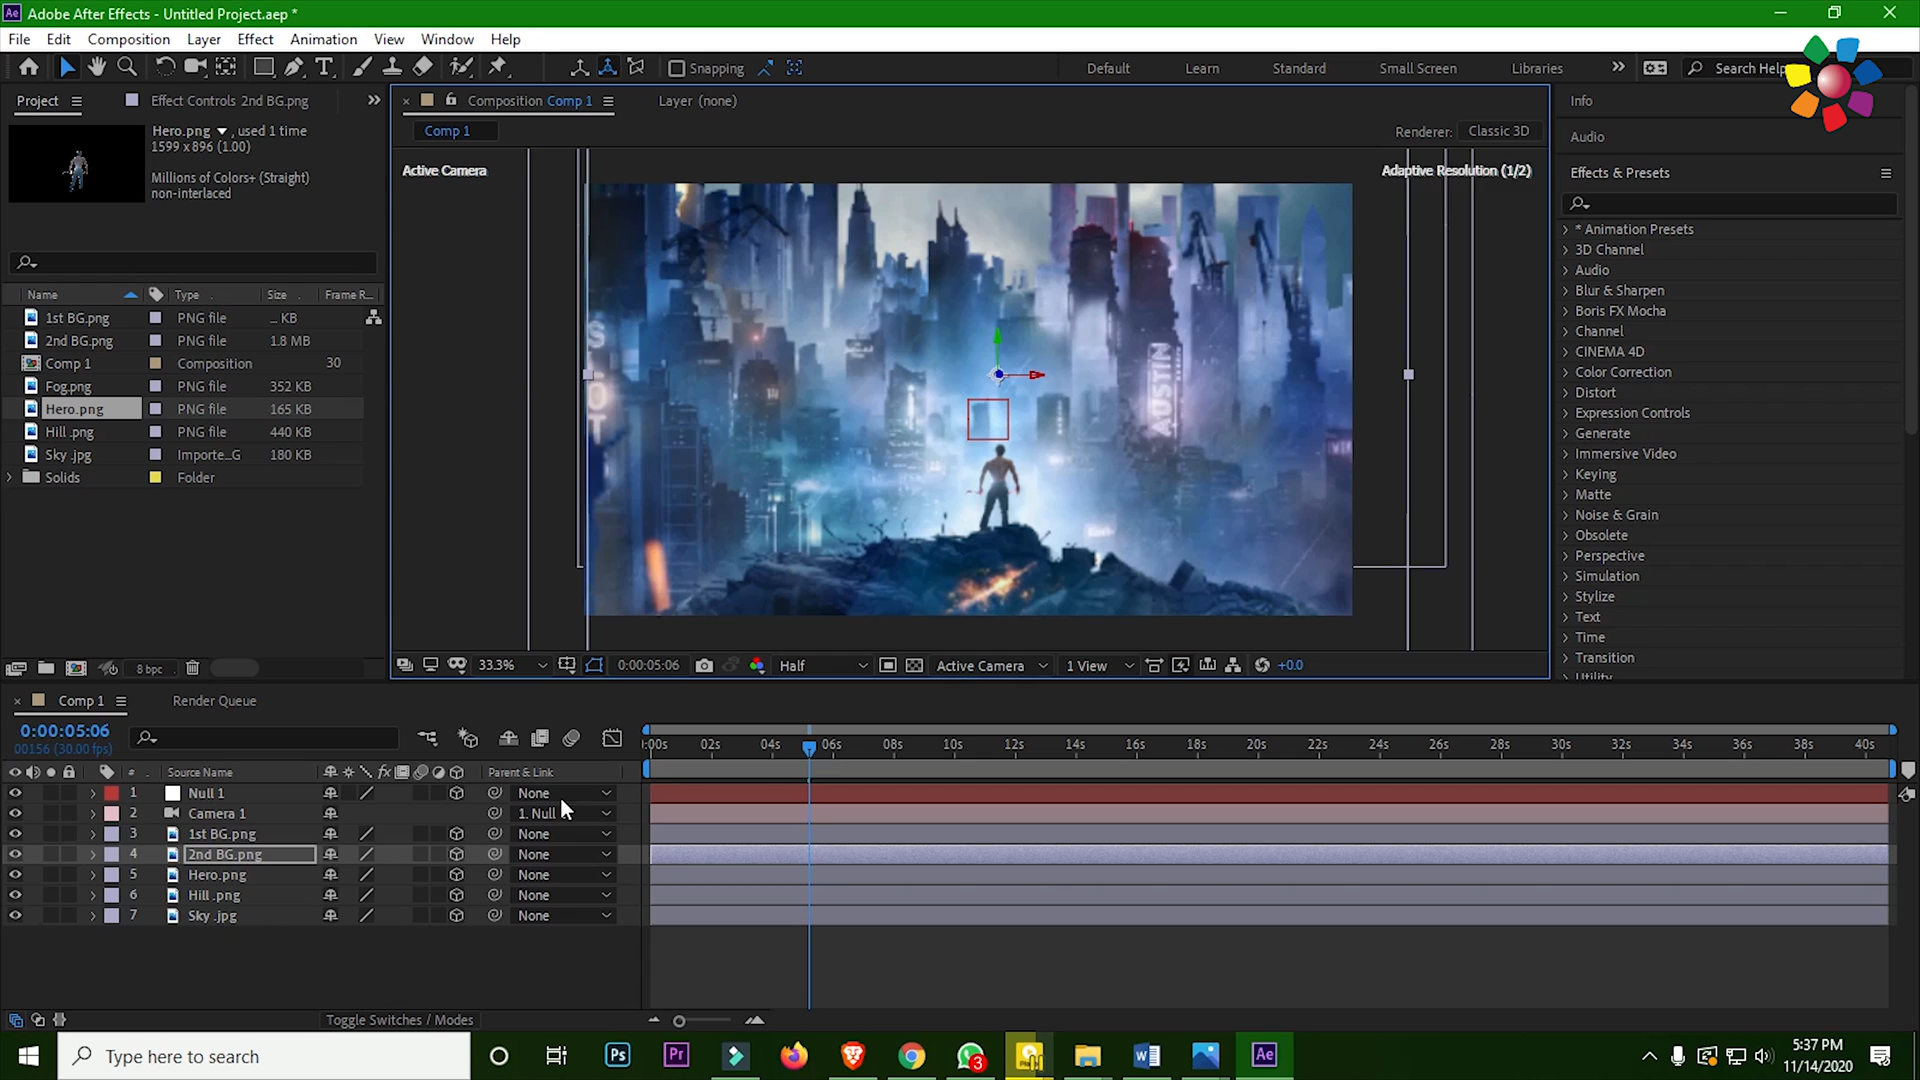 Ae Adobe After Effects - Untitled Project.aep *
File Edit Composition Layer Effect Animation View Window Help
T Snapping Default Learn Standard Small Screen Libraries Search Help
Project Effect Controls 2nd BG.png
Composition Comp 1 Layer (none)
Info
Hero.png , used 1 time
1599 x 896 (1.00)
Millions of Colors+ (Straight)
non-interlaced
Comp 1
Renderer: Classic 3D
Audio
Active Camera
Adaptive Resolution (1/2)
Effects & Presets
* Animation Presets
3D Channel
Audio
Blur & Sharpen
Boris FX Mocha
Channel
CINEMA 4D
Color Correction
Distort
Expression Controls
Generate
Immersive Video
Keying
Matte
Noise & Grain
Obsolete
Perspective
Simulation
Stylize
Text
Time
Transition
Utility
Name Type Size Frame R...
1st BG.png PNG file ... KB
2nd BG.png PNG file 1.8 MB
Comp 1 Composition 30
Fog.png PNG file 352 KB
Hero.png PNG file 165 KB
Hill .png PNG file 440 KB
Sky .jpg Importe_G 180 KB
Solids Folder
AUSTIN
8 bpc
33.3% 0:00:05:06 Half Active Camera 1 View +0.0
Comp 1 Render Queue
0:00:05:06
00156 (30.00 fps)
:00s 02s 04s 06s 08s 10s 12s 14s 16s 18s 20s 22s 24s 26s 28s 30s 32s 34s 36s 38s 40s
# Source Name fx Parent & Link
1 Null 1 None
2 Camera 1 1. Null
3 1st BG.png None
4 2nd BG.png None
5 Hero.png None
6 Hill .png None
7 Sky .jpg None
Toggle Switches / Modes
Type here to search
Ps Pr 3 W Ae
5:37 PM
11/14/2020